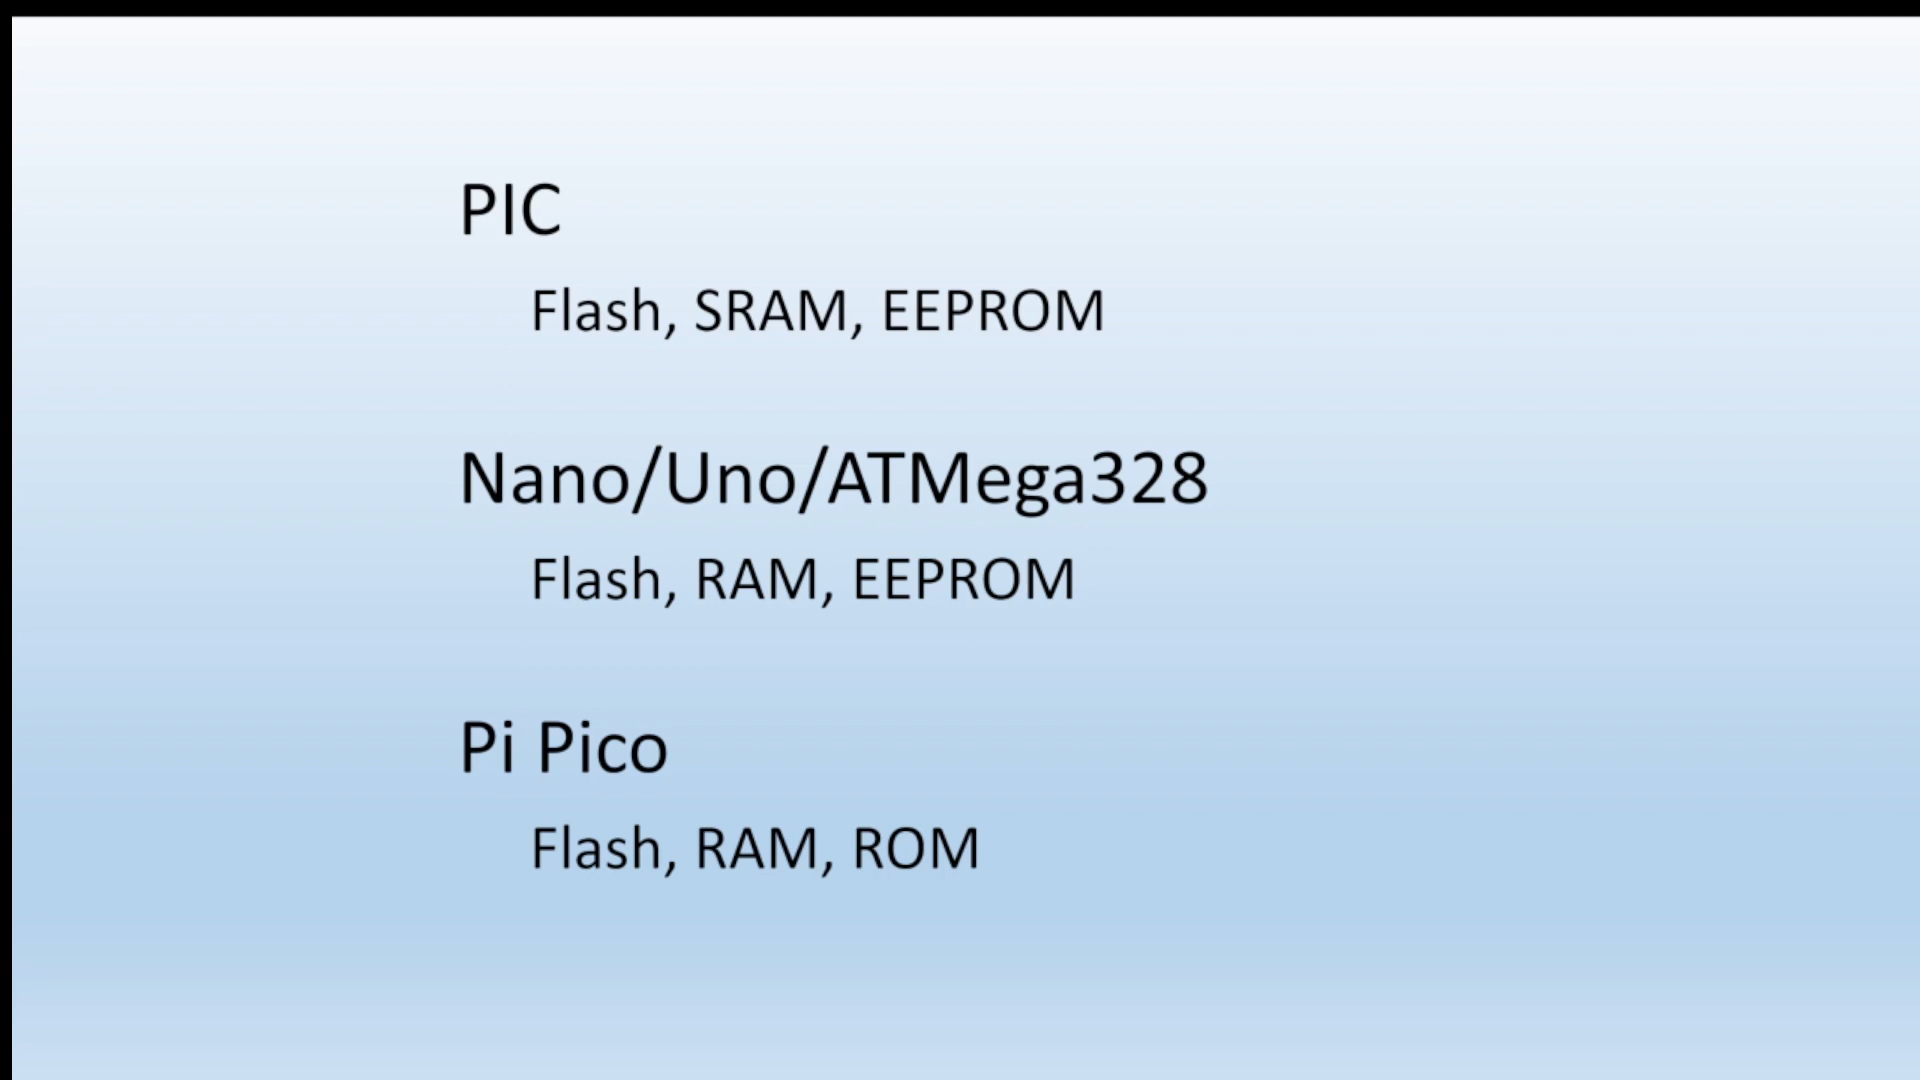 PIC
Flash, SRAM, EEPROM
Nano/Uno/ATMega328
Flash, RAM, EEPROM
Pi Pico
Flash, RAM, ROM